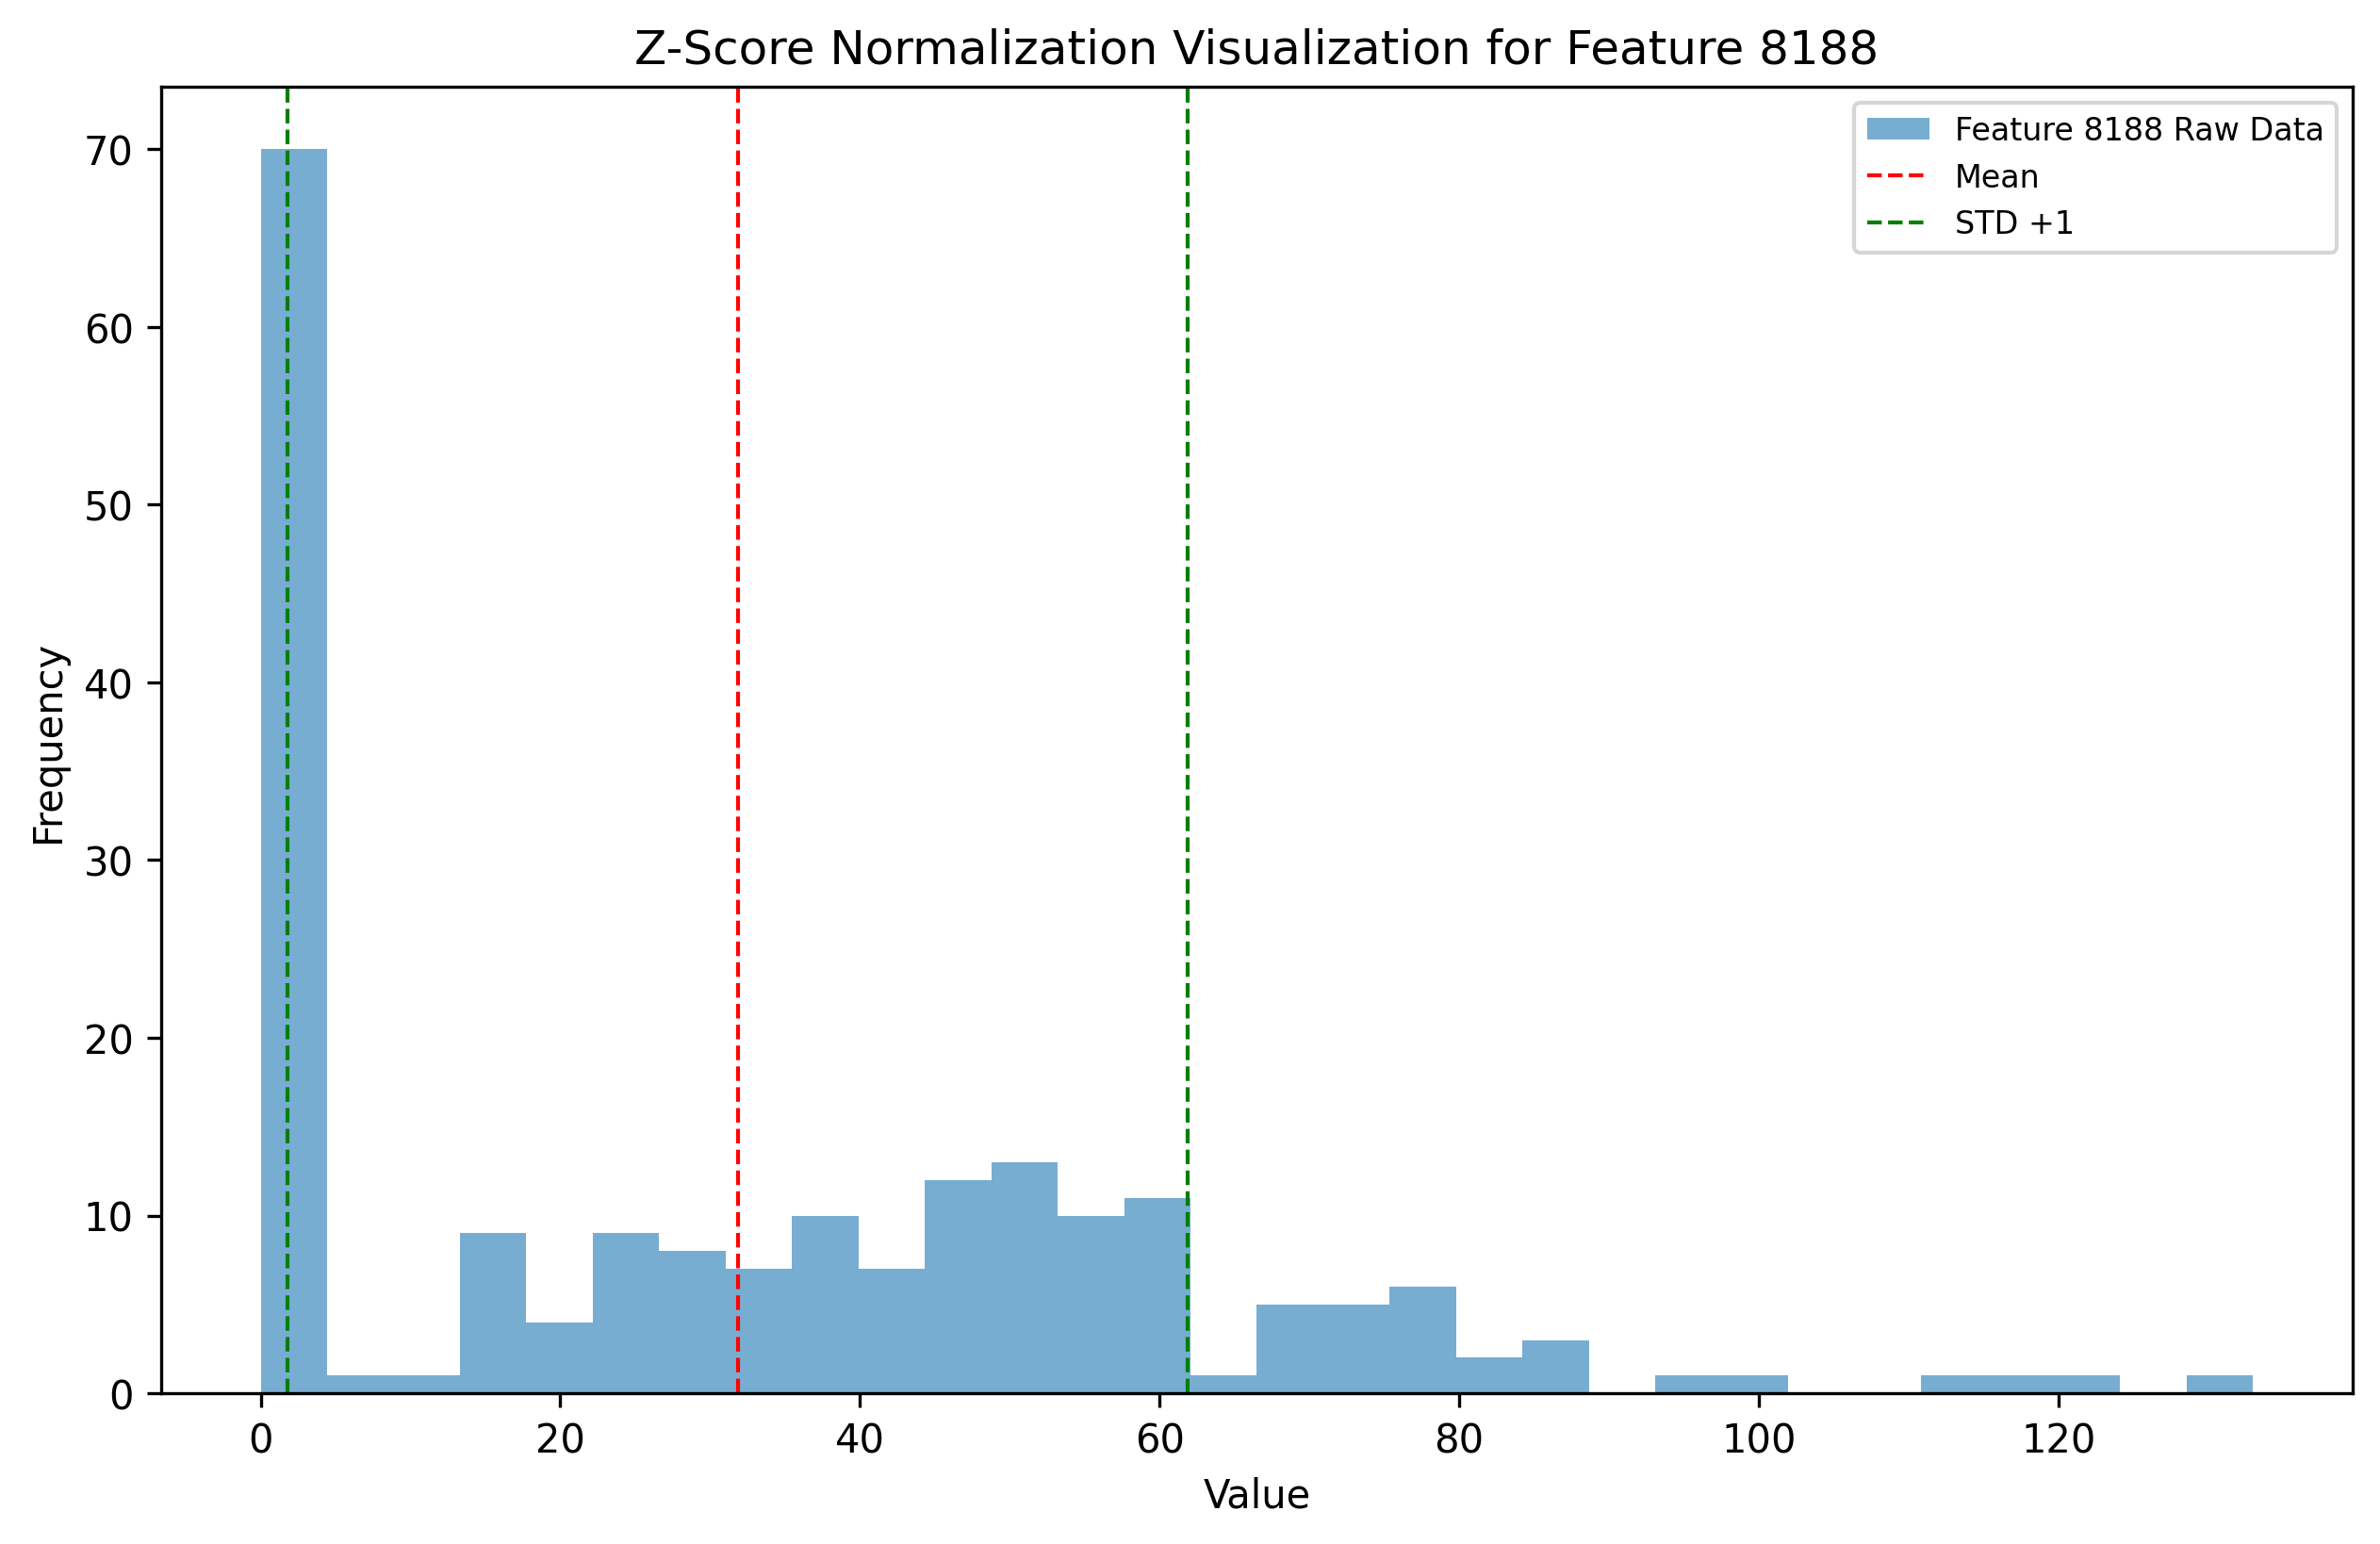 Z-Score Normalization Visualization for Feature 8188
Feature 8188 Raw Data
Mean
STD +1
Frequency
70
60
50
40
30
20
10
0
0 20 40 60 80 100 120
Value